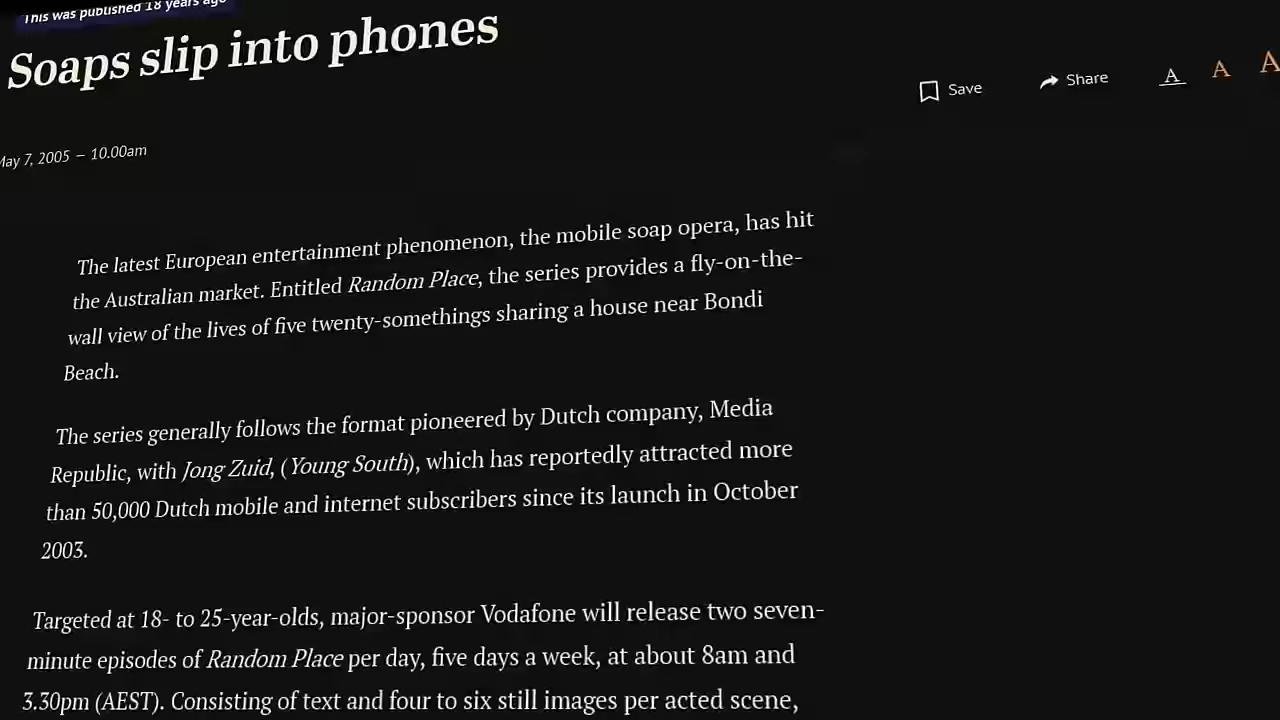 This was published 18 years ago
Soaps slip into phones
Save
Share
A A A
May 7, 2005 — 10.00am
The latest European entertainment phenomenon, the mobile soap opera, has hit
the Australian market. Entitled Random Place, the series provides a fly-on-the-
wall view of the lives of five twenty-somethings sharing a house near Bondi
Beach.
The series generally follows the format pioneered by Dutch company, Media
Republic, with Jong Zuid, (Young South), which has reportedly attracted more
than 50,000 Dutch mobile and internet subscribers since its launch in October
2003.
Targeted at 18- to 25-year-olds, major-sponsor Vodafone will release two seven-
minute episodes of Random Place per day, five days a week, at about 8am and
3.30pm (AEST). Consisting of text and four to six still images per acted scene,